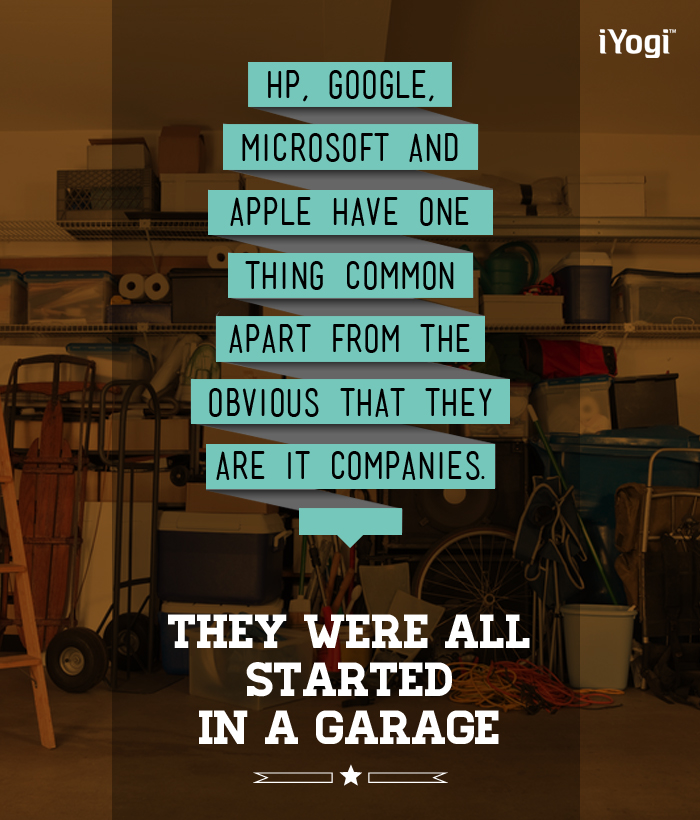 iYogi™
HP, GOOGLE,
MICROSOFT AND
APPLE HAVE ONE
THING COMMON
APART FROM THE
OBVIOUS THAT THEY
ARE IT COMPANIES.
THEY WERE ALL
STARTED
IN A GARAGE